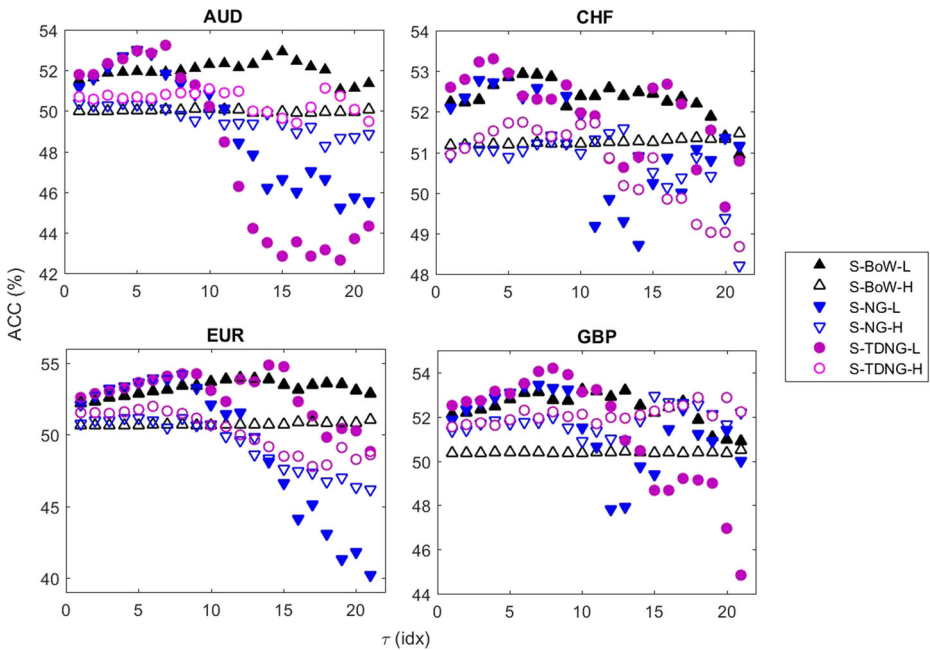 AUD
54
52
50
48
46
44
42
0 5 10 15 20
CHF
54
53
52
51
50
49
48
0 5 10 15 20
ACC (%)
EUR
55
50
45
40
0 5 10 15 20
GBP
56
54
52
50
48
46
44
0 5 10 15 20
τ (idx)
S-BoW-L
S-BoW-H
S-NG-L
S-NG-H
S-TDNG-L
S-TDNG-H